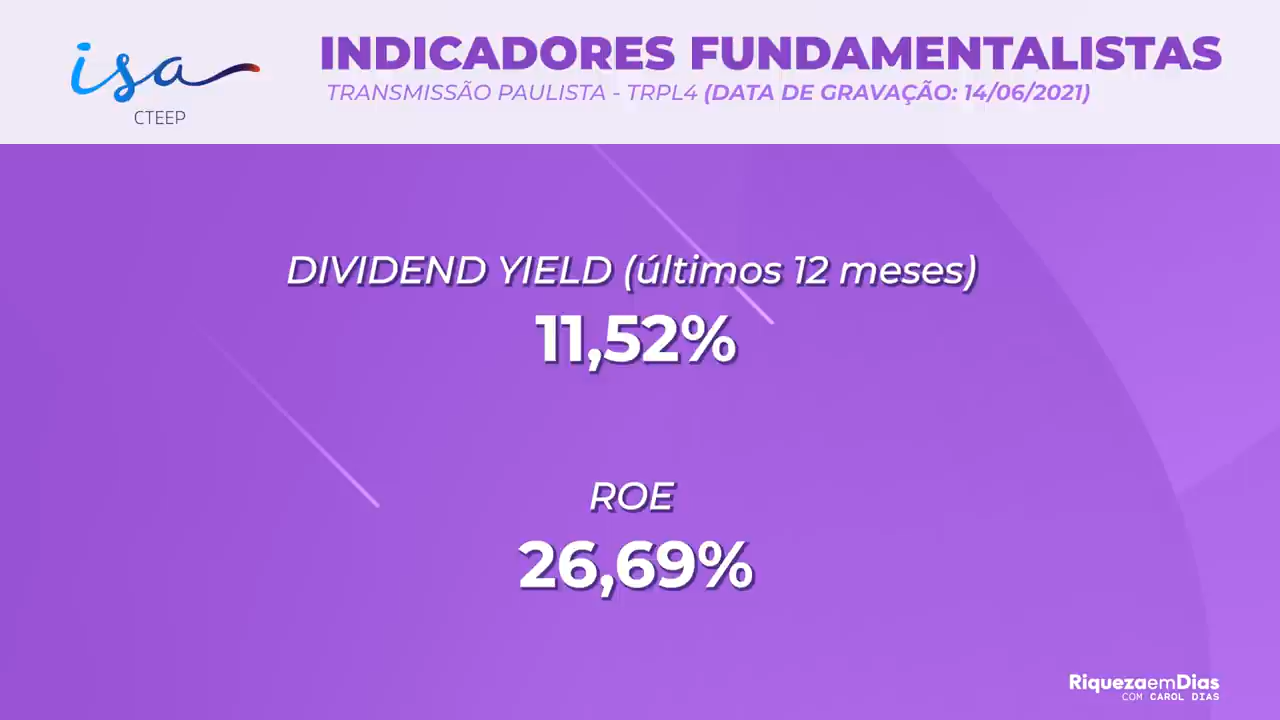 isa
CTEEP
INDICADORES FUNDAMENTALISTAS
TRANSMISSÃO PAULISTA - TRPL4 (DATA DE GRAVAÇÃO: 14/06/2021)
DIVIDEND YIELD (últimos 12 meses)
11,52%
ROE
26,69%
RiquezaemDias
COM CAROL DIAS